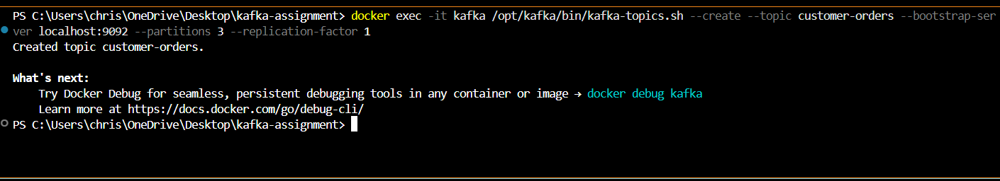 PS C:\Users\chris\OneDrive\Desktop\kafka-assignment> docker exec -it kafka /opt/kafka/bin/kafka-topics.sh --create --topic customer-orders --bootstrap-ser
ver localhost:9092 --partitions 3 --replication-factor 1
Created topic customer-orders.
What's next:
Try Docker Debug for seamless, persistent debugging tools in any container or image → docker debug kafka
Learn more at https://docs.docker.com/go/debug-cli/
PS C:\Users\chris\OneDrive\Desktop\kafka-assignment>